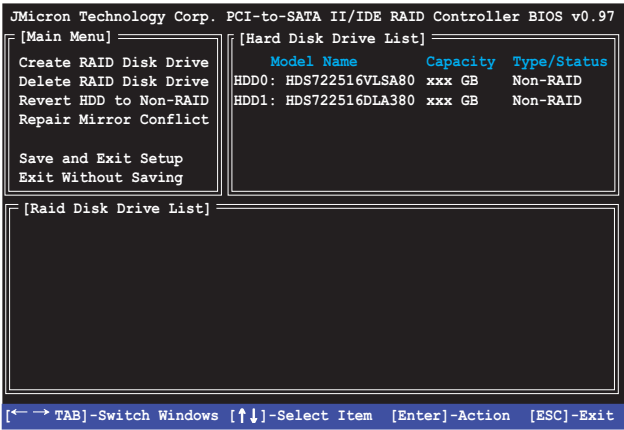 JMicron Technology Corp. PCI-to-SATA II/IDE RAID Controller BIOS v0.97
[Main Menu]
Create RAID Disk Drive
Delete RAID Disk Drive
Revert HDD to Non-RAID
Repair Mirror Conflict
Save and Exit Setup
Exit Without Saving
[Hard Disk Drive List]
Model Name Capacity Type/Status
HDD0: HDS722516VLSA80 xxx GB Non-RAID
HDD1: HDS722516DLA380 xxx GB Non-RAID
[Raid Disk Drive List]
[← → TAB]-Switch Windows [↑↓]-Select Item [Enter]-Action [ESC]-Exit